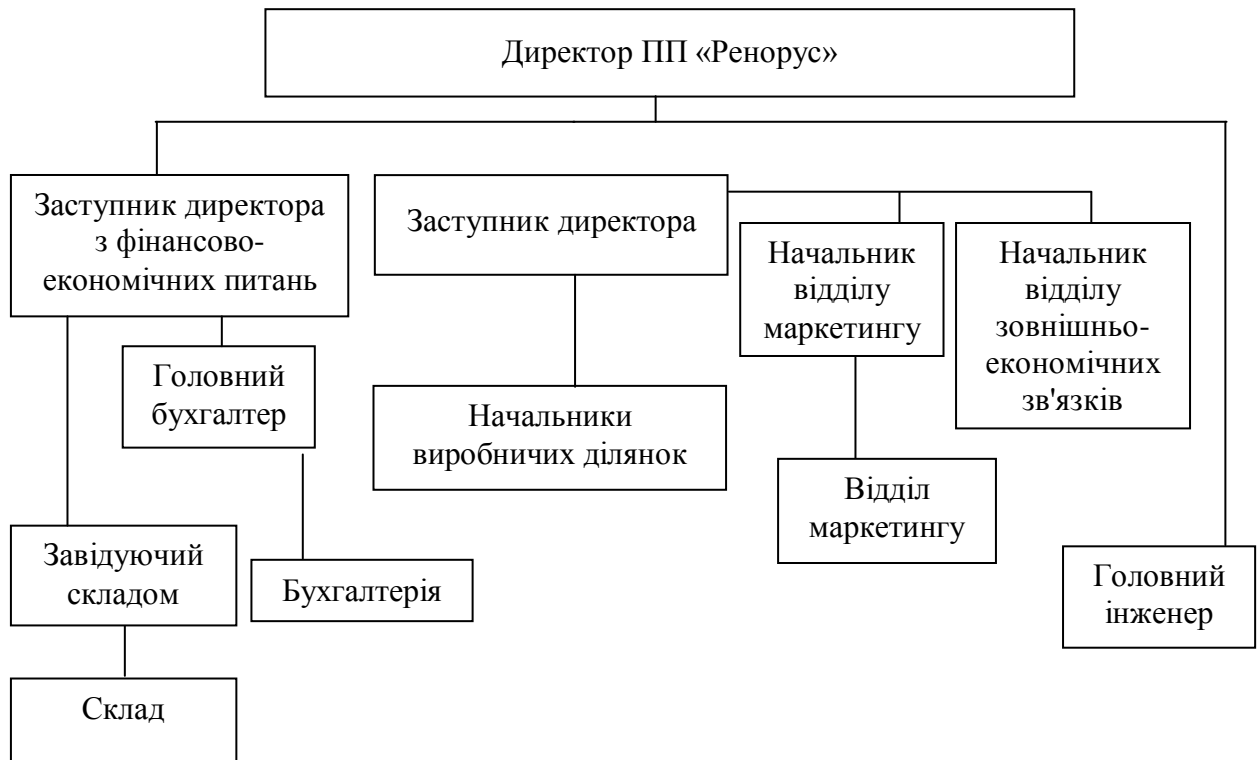 Директор ПП «Ренорус»
Заступник директора
з фінансово-
економічних питань
Заступник директора
Начальник
відділу
маркетингу
Начальник
відділу
зовнішньо-
економічних
зв'язків
Головний
бухгалтер
Начальники
виробничих ділянок
Відділ
маркетингу
Завідуючий
складом
Бухгалтерія
Головний
інженер
Склад